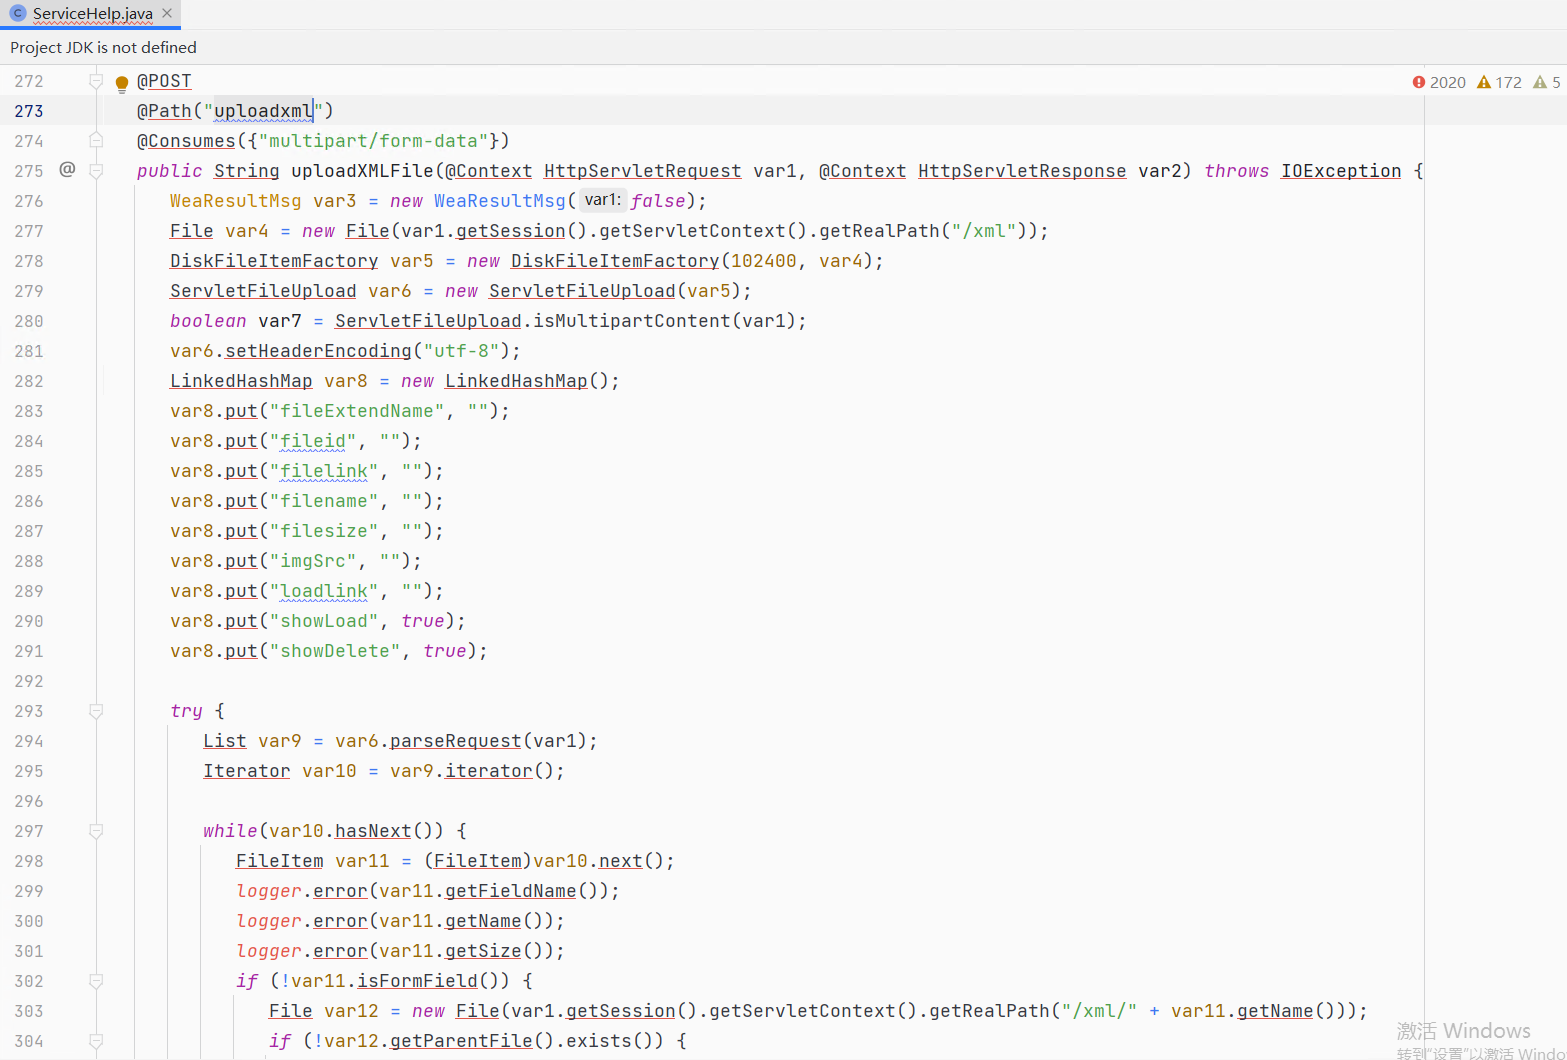 ServiceHelp.java
Project JDK is not defined
2020 172 5
272 @POST
273 @Path("uploadxml")
274 @Consumes({"multipart/form-data"})
275 @ public String uploadXMLFile(@Context HttpServletRequest var1, @Context HttpServletResponse var2) throws IOException {
276 WeaResultMsg var3 = new WeaResultMsg( var1: false);
277 File var4 = new File(var1.getSession().getServletContext().getRealPath("/xml"));
278 DiskFileItemFactory var5 = new DiskFileItemFactory(102400, var4);
279 ServletFileUpload var6 = new ServletFileUpload(var5);
280 boolean var7 = ServletFileUpload.isMultipartContent(var1);
281 var6.setHeaderEncoding("utf-8");
282 LinkedHashMap var8 = new LinkedHashMap();
283 var8.put("fileExtendName", "");
284 var8.put("fileid", "");
285 var8.put("filelink", "");
286 var8.put("filename", "");
287 var8.put("filesize", "");
288 var8.put("imgSrc", "");
289 var8.put("loadlink", "");
290 var8.put("showLoad", true);
291 var8.put("showDelete", true);
292
293 try {
294 List var9 = var6.parseRequest(var1);
295 Iterator var10 = var9.iterator();
296
297 while(var10.hasNext()) {
298 FileItem var11 = (FileItem)var10.next();
299 logger.error(var11.getFieldName());
300 logger.error(var11.getName());
301 logger.error(var11.getSize());
302 if (!var11.isFormField()) {
303 File var12 = new File(var1.getSession().getServletContext().getRealPath("/xml/" + var11.getName()));
304 if (!var12.getParentFile().exists()) {
激活 Windows
转到"设置"以激活 Windo